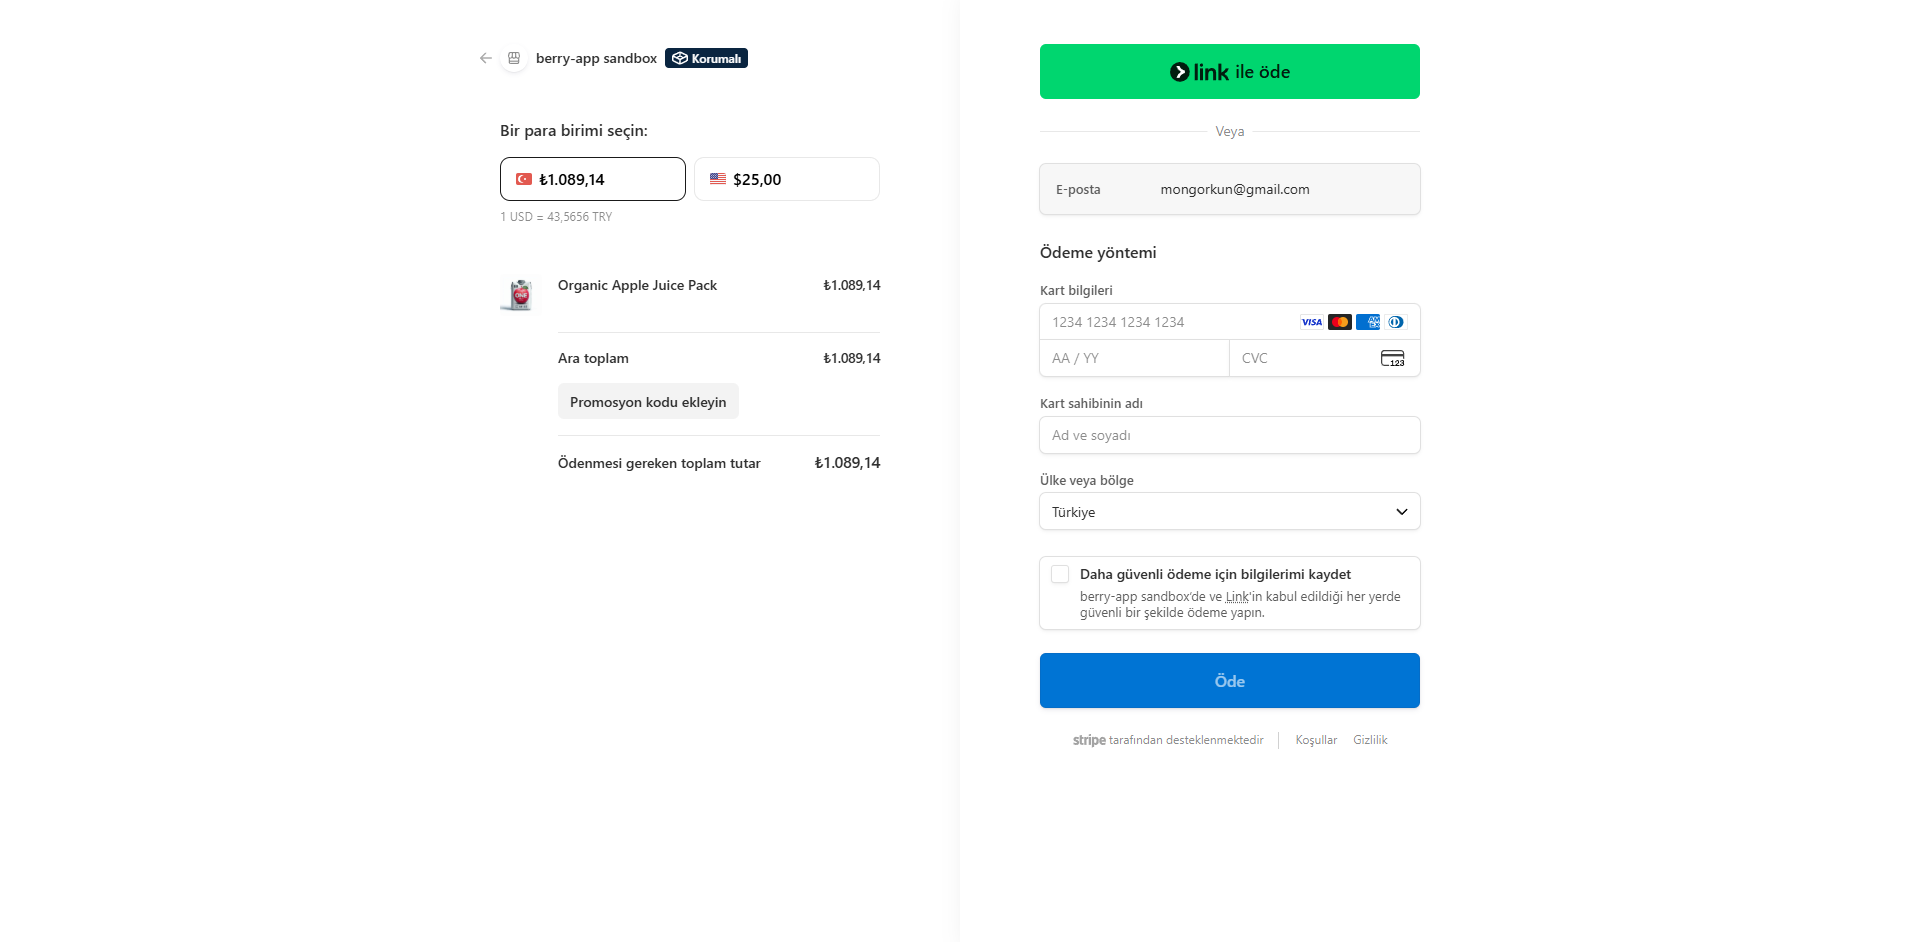 berry-app sandbox Korumalı
Bir para birimi seçin:
₺1.089,14 $25,00
1 USD = 43,5656 TRY
Organic Apple Juice Pack ₺1.089,14
Ara toplam ₺1.089,14
Promosyon kodu ekleyin
Ödenmesi gereken toplam tutar ₺1.089,14
link ile öde
Veya
E-posta mongorkun@gmail.com
Ödeme yöntemi
Kart bilgileri
1234 1234 1234 1234 VISA AMEX
AA / YY CVC 123
Kart sahibinin adı
Ad ve soyadı
Ülke veya bölge
Türkiye
Daha güvenli ödeme için bilgilerimi kaydet
berry-app sandbox’de ve Link'in kabul edildiği her yerde
güvenli bir şekilde ödeme yapın.
Öde
stripe tarafından desteklenmektedir Koşullar Gizlilik